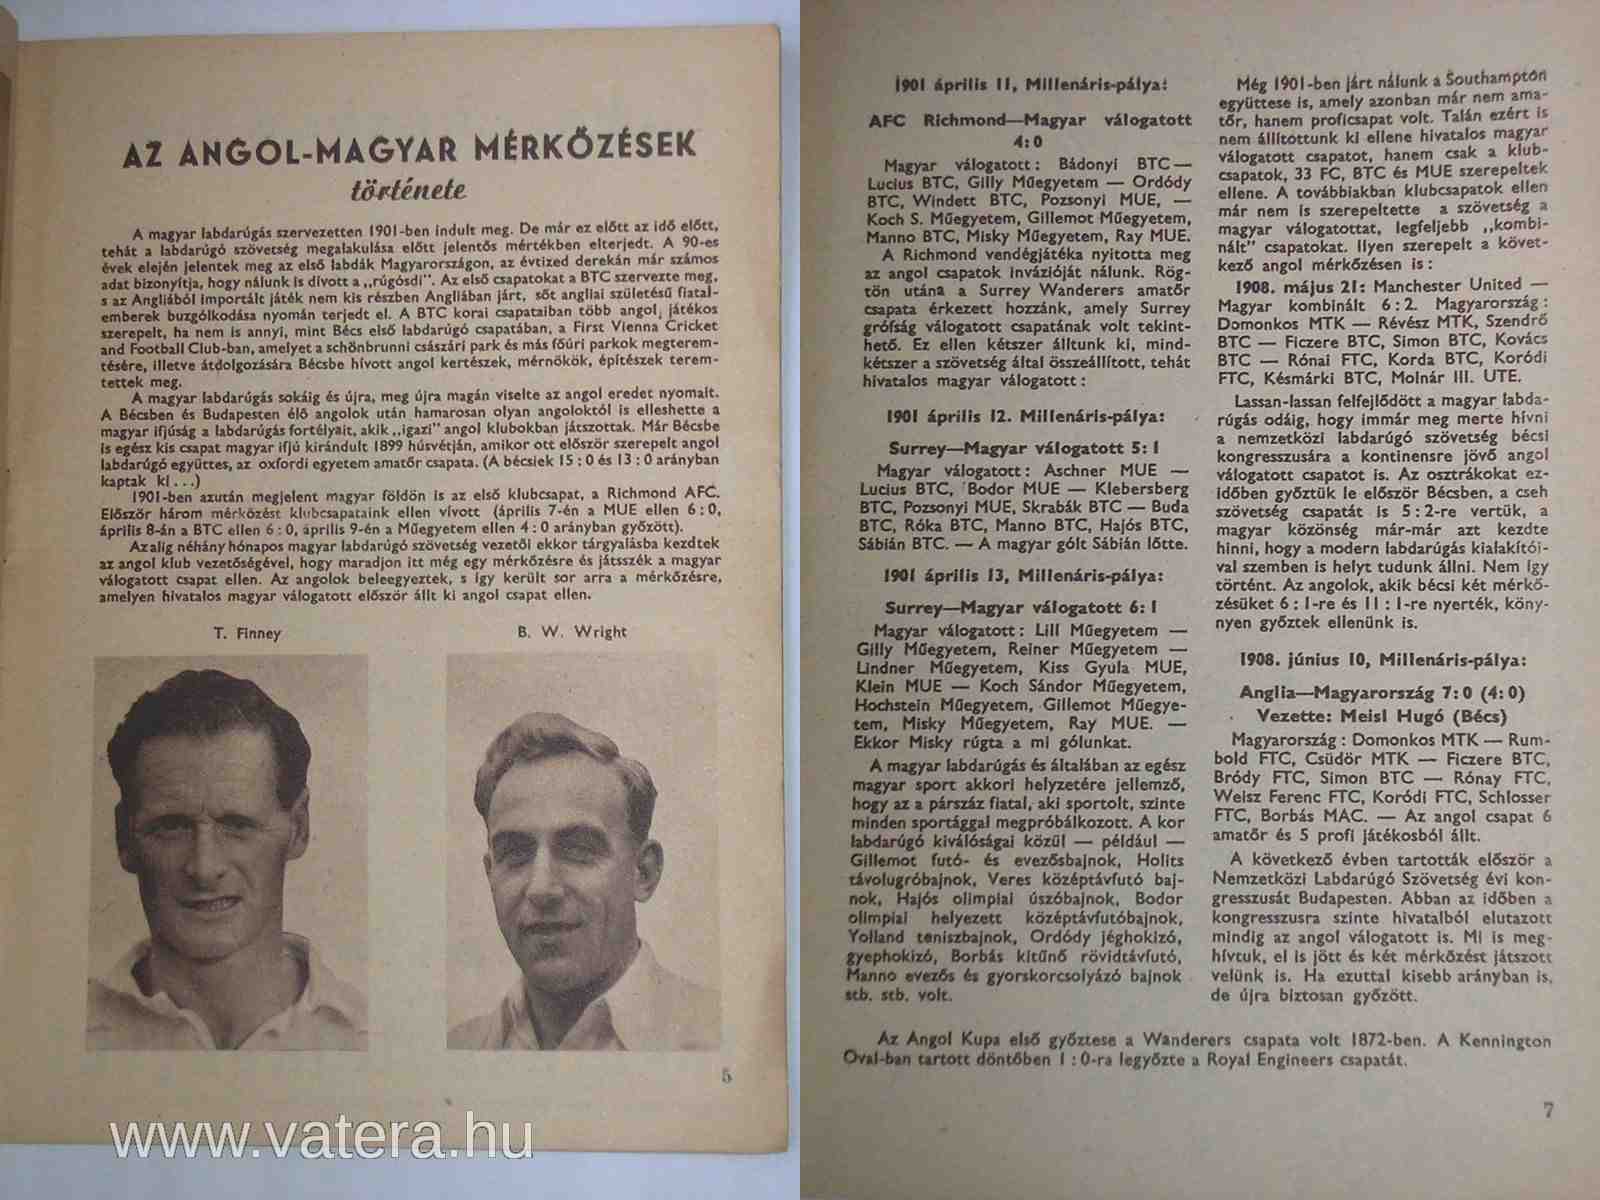 AZ ANGOL-MAGYAR MÉRKŐZÉSEK
története
A magyar labdarúgás szervezetten 1901-ben indult meg. De már ez előtt az idő előtt,
tehát a labdarúgó szövetség megalakulása előtt jelentős mértékben elterjedt. A 90-es
évek elején jelentek meg az első labdák Magyarországon, az évtized derekán már számos
adat bizonyítja, hogy nálunk is dívott a „rúgósdi". Az első csapatokat a BTC szervezte meg,
s az Angliából importált játék nem kis részben Angliában járt, sőt angliai születésű fiatal-
emberek buzgólkodása nyomán terjedt el. A BTC korai csapataiban több angol játékos
szerepelt, ha nem is annyi, mint Bécs első labdarúgó csapatában, a First Vienna Cricket
and Football Club-ban, amelyet a schönbrunni császári park és más főúri parkok megterem-
tésére, illetve átdolgozására Bécsbe hívott angol kertészek, mérnökök, építészek terem-
tettek meg.
A magyar labdarúgás sokáig és újra, meg újra magán viselte az angol eredet nyomait.
A Bécsben és Budapesten élő angolok után hamarosan olyan angoloktól is elleshette a
magyar ifjúság a labdarúgás fortélyait, akik „igazi" angol klubokban játszottak. Már Bécsbe
is egész kis csapat magyar ifjú kirándult 1899 húsvétján, amikor ott először szerepelt angol
labdarúgó együttes, az oxfordi egyetem amatőr csapata. (A bécsiek 15 : 0 és 13 : 0 arányban
kaptak ki . . .)
1901-ben azután megjelent magyar földön is az első klubcsapat, a Richmond AFC.
Először három mérkőzést klubcsapataink ellen vívott (április 7-én a MUE ellen 6 : 0,
április 8-án a BTC ellen 6 : 0, április 9-én a Műegyetem ellen 4 : 0 arányban győzött).
Az alig néhány hónapos magyar labdarúgó szövetség vezetői ekkor tárgyalásba kezdtek
az angol klub vezetőségével, hogy maradjon itt még egy mérkőzésre és játsszék a magyar
válogatott csapat ellen. Az angolok beleegyeztek, s így került sor arra a mérkőzésre,
amelyen hivatalos magyar válogatott először állt ki angol csapat ellen.
T. Finney
B. W. Wright
5
www.vatera.hu
1901 április 11, Millenáris-pálya:
AFC Richmond—Magyar válogatott
4 : 0
Magyar válogatott : Bádonyi BTC —
Lucius BTC, Gilly Műegyetem — Ordódy
BTC, Windett BTC, Pozsonyi MUE, —
Koch S. Műegyetem, Gillemot Műegyetem,
Manno BTC, Misky Műegyetem, Ray MUE.
A Richmond vendégjátéka nyitotta meg
az angol csapatok invázióját nálunk. Rög-
tön utána a Surrey Wanderers amatőr
csapata érkezett hozzánk, amely Surrey
grófság válogatott csapatának volt tekint-
hető. Ez ellen kétszer álltunk ki, mind-
kétszer a szövetség által összeállított, tehát
hivatalos magyar válogatott :
1901 április 12. Millenáris-pálya:
Surrey—Magyar válogatott 5 : 1
Magyar válogatott : Aschner MUE —
Lucius BTC, Bodor MUE — Klebersberg
BTC, Pozsonyi MUE, Skrabák BTC — Buda
BTC, Róka BTC, Manno BTC, Hajós BTC,
Sábián BTC. — A magyar gólt Sábián lőtte.
1901 április 13, Millenáris-pálya:
Surrey—Magyar válogatott 6 : 1
Magyar válogatott : Lill Műegyetem —
Gilly Műegyetem, Reiner Műegyetem —
Lindner Műegyetem, Kiss Gyula MUE,
Klein MUE — Koch Sándor Műegyetem,
Hochstein Műegyetem, Gillemot Műegye-
tem, Misky Műegyetem, Ray MUE. —
Ekkor Misky rúgta a mi gólunkat.
A magyar labdarúgás és általában az egész
magyar sport akkori helyzetére jellemző,
hogy az a párszáz fiatal, aki sportolt, szinte
minden sportággal megpróbálkozott. A kor
labdarúgó kiválóságai közül — például —
Gillemot futó- és evezősbajnok, Holits
távolugróbajnok, Veres középtávfutó baj-
nok, Hajós olimpiai úszóbajnok, Bodor
olimpiai helyezett középtávfutóbajnok,
Yolland teniszbajnok, Ordódy jéghokizó,
gyephokizó, Borbás kitűnő rövidtávfutó,
Manno evezős és gyorskorcsolyázó bajnok
stb. stb. volt.
Még 1901-ben járt nálunk a Southampton
együttese is, amely azonban már nem ama-
tőr, hanem proficsapat volt. Talán ezért is
nem állítottunk ki ellene hivatalos magyar
válogatott csapatot, hanem csak a klub-
csapatok, 33 FC, BTC és MUE szerepeltek
ellene. A továbbiakban klubcsapatok ellen
már nem is szerepeltette a szövetség a
magyar válogatottat, legfeljebb „kombi-
nált" csapatokat. Ilyen szerepelt a követ-
kező angol mérkőzésen is :
1908. május 21: Manchester United —
Magyar kombinált 6 : 2. Magyarország :
Domonkos MTK — Révész MTK, Szendrő
BTC — Ficzere BTC, Simon BTC, Kovács
BTC — Rónai FTC, Korda BTC, Koródi
FTC, Késmárki BTC, Molnár III. UTE.
Lassan-lassan felfejlődött a magyar labda-
rúgás odáig, hogy immár meg merte hívni
a nemzetközi labdarúgó szövetség bécsi
kongresszusára a kontinensre jövő angol
válogatott csapatot is. Az osztrákokat ez-
időben győztük le először Bécsben, a cseh
szövetség csapatát is 5 : 2-re vertük, a
magyar közönség már-már azt kezdte
hinni, hogy a modern labdarúgás kialakítói-
val szemben is helyt tudunk állni. Nem így
történt. Az angolok, akik bécsi két mérkő-
zésüket 6 : 1-re és 11 : 1-re nyerték, köny-
nyen győztek ellenünk is.
1908. június 10, Millenáris-pálya:
Anglia—Magyarország 7 : 0 (4 : 0)
Vezette: Meisl Hugó (Bécs)
Magyarország : Domonkos MTK — Rum-
bold FTC, Csüdör MTK — Ficzere BTC,
Bródy FTC, Simon BTC — Rónay FTC,
Weisz Ferenc FTC, Koródi FTC, Schlosser
FTC, Borbás MAC. — Az angol csapat 6
amatőr és 5 profi játékosból állt.
A következő évben tartották először a
Nemzetközi Labdarúgó Szövetség évi kon-
gresszusát Budapesten. Abban az időben a
kongresszusra szinte hivatalból elutazott
mindig az angol válogatott is. Mi is meg-
hívtuk, el is jött és két mérkőzést játszott
velünk is. Ha ezuttal kisebb arányban is,
de újra biztosan győzött.
Az Angol Kupa első győztese a Wanderers csapata volt 1872-ben. A Kennington
Oval-ban tartott döntőben 1 : 0-ra legyőzte a Royal Engineers csapatát.
7